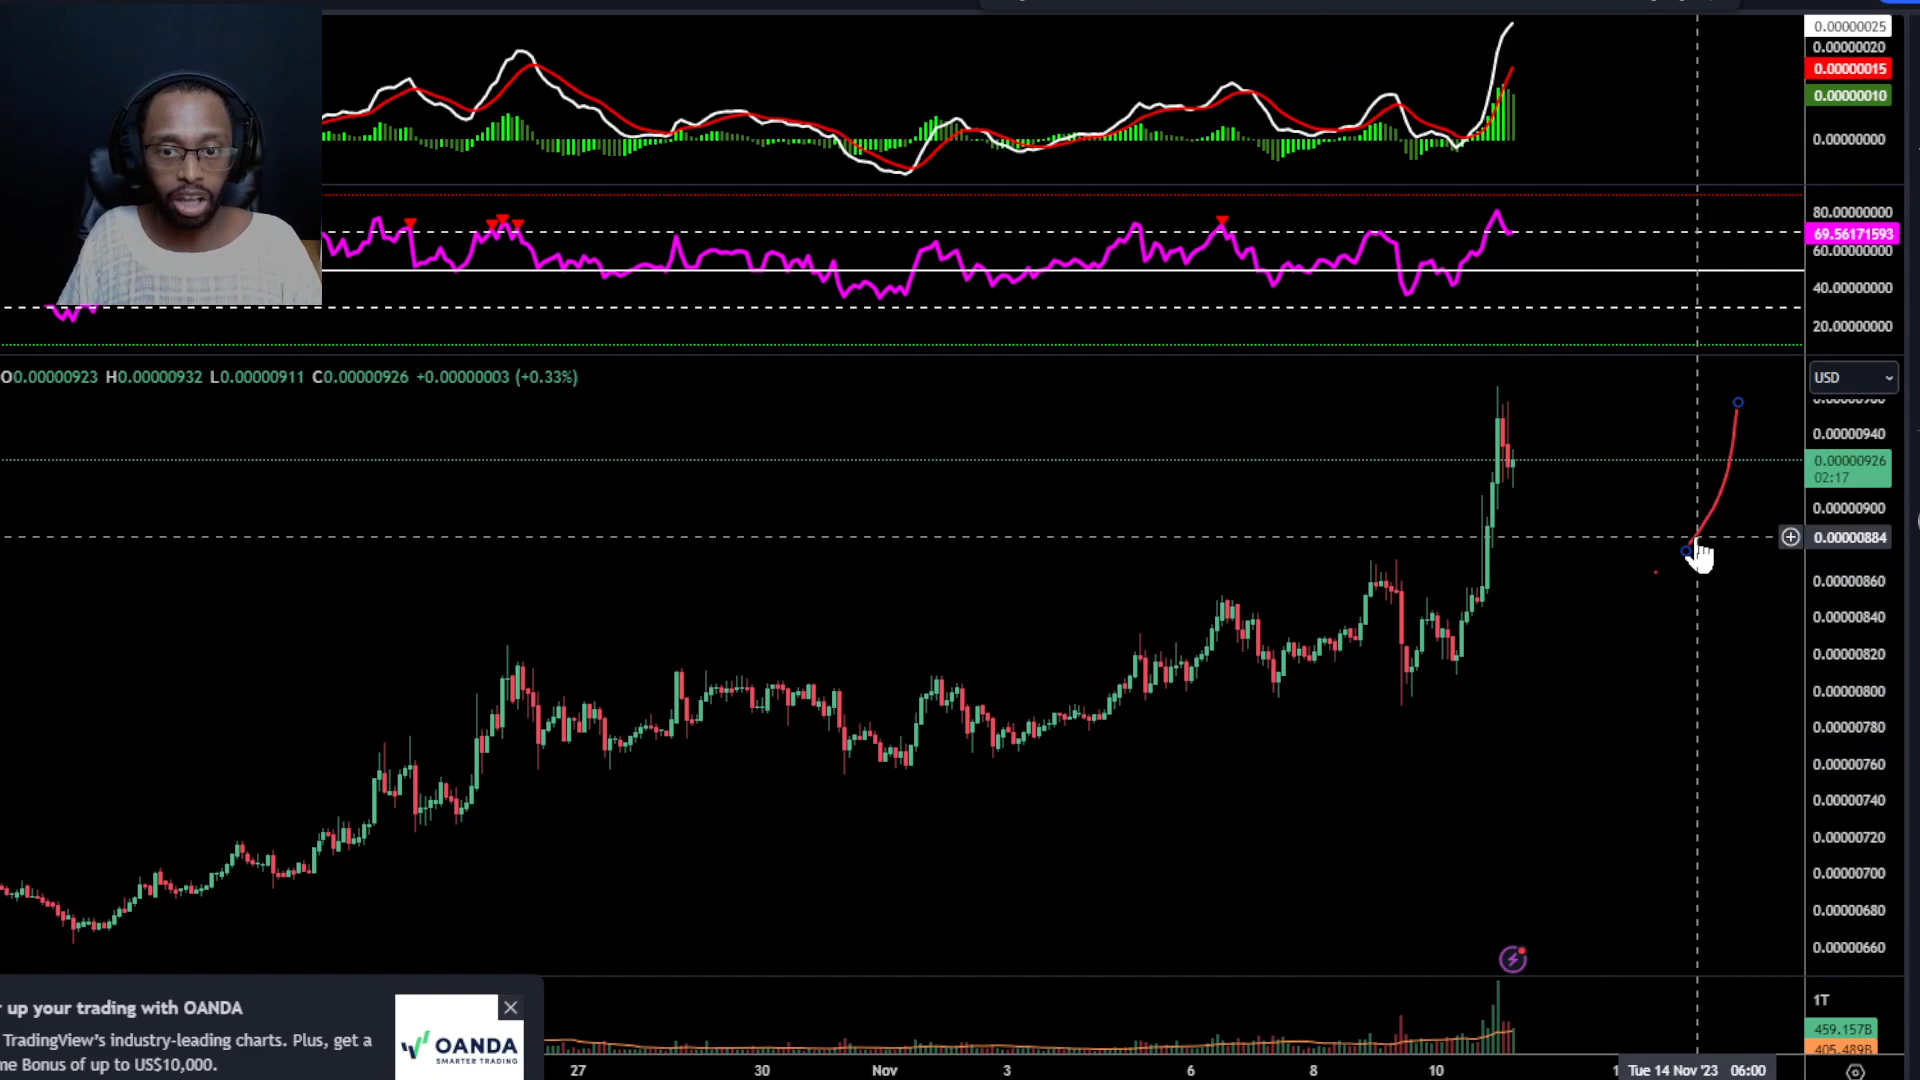 0.00000025
0.00000020
0.00000015
0.00000010
0.00000000
80.00000000
69.56171593
60.00000000
40.00000000
20.00000000
O0.00000923 H0.00000932 L0.00000911 C0.00000926 +0.00000003 (+0.33%)
USD
0.00000940
0.00000926
02:17
0.00000900
0.00000884
0.00000860
0.00000840
0.00000820
0.00000800
0.00000780
0.00000760
0.00000740
0.00000720
0.00000700
0.00000680
0.00000660
up your trading with OANDA
TradingView's industry-leading charts. Plus, get a
me Bonus of up to US$10,000.
OANDA
SMARTER TRADING
1T
459.157B
405.489B
27 30 Nov 3 6 8 10 Tue 14 Nov '23 06:00